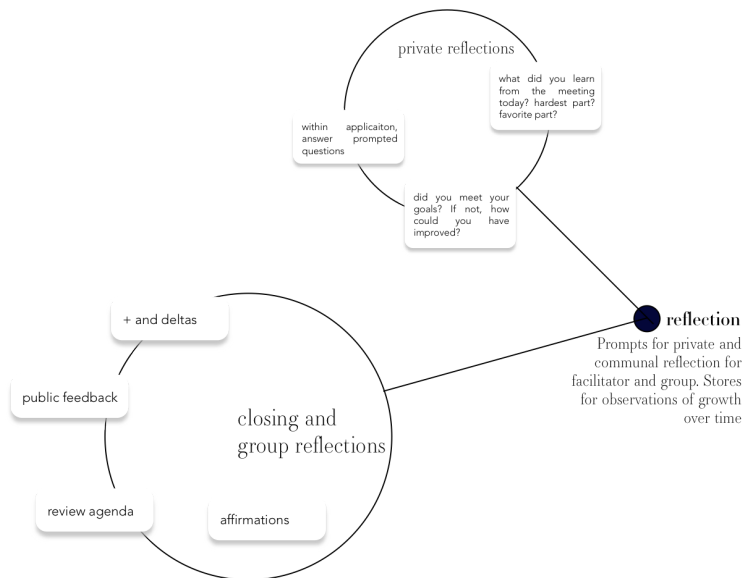 private reflections
what did you learn
from the meeting
today? hardest part?
favorite part?
within applicaiton,
answer prompted
questions
did you meet your
goals? If not, how
could you have
improved?
reflection
Prompts for private and
communal reflection for
facilitator and group. Stores
for observations of growth
over time
+ and deltas
public feedback
closing and
group reflections
review agenda
affirmations